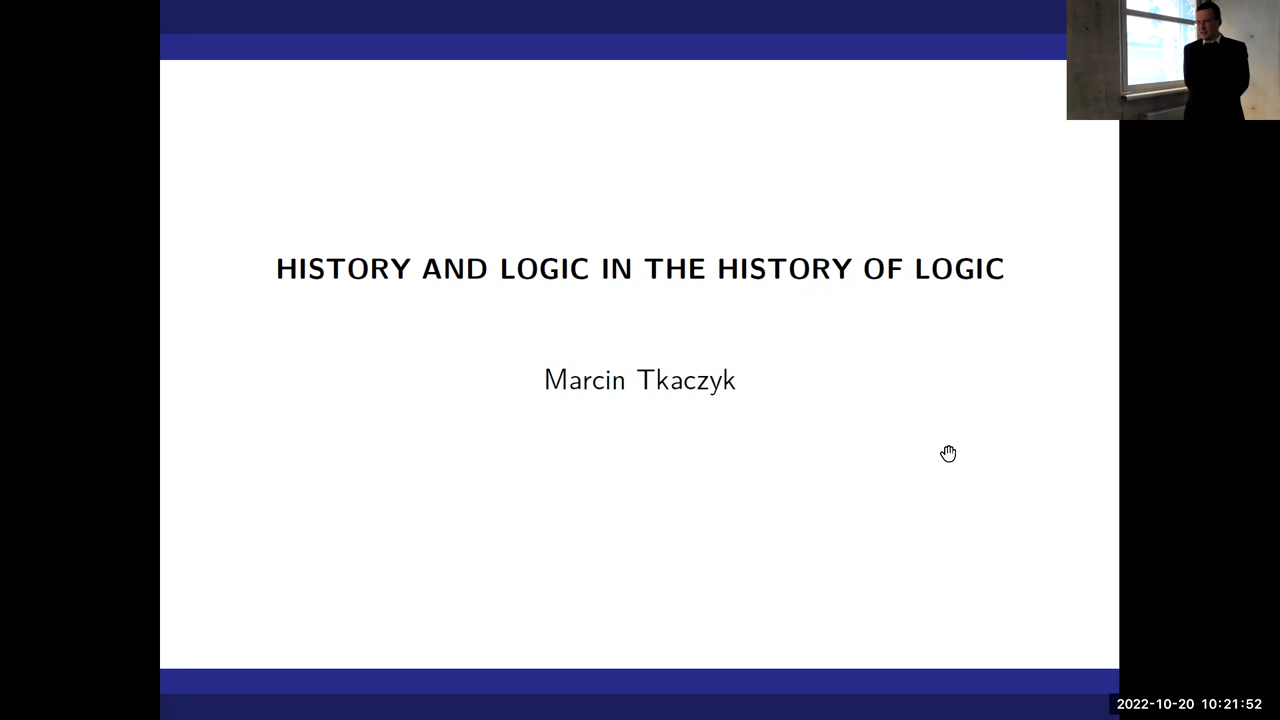 HISTORY AND LOGIC IN THE HISTORY OF LOGIC
Marcin Tkaczyk
2022-10-20 10:21:52